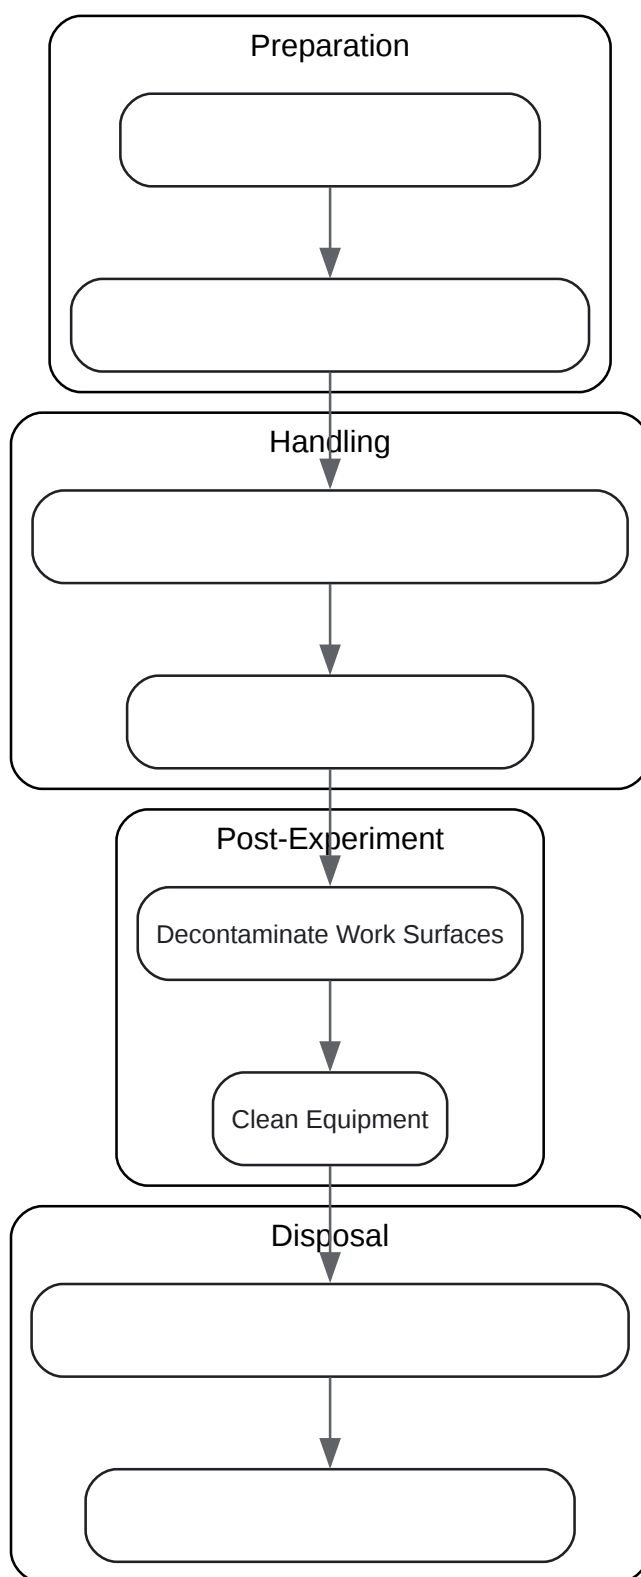 Preparation
Handling
Post-Experiment
Decontaminate Work Surfaces
Clean Equipment
Disposal